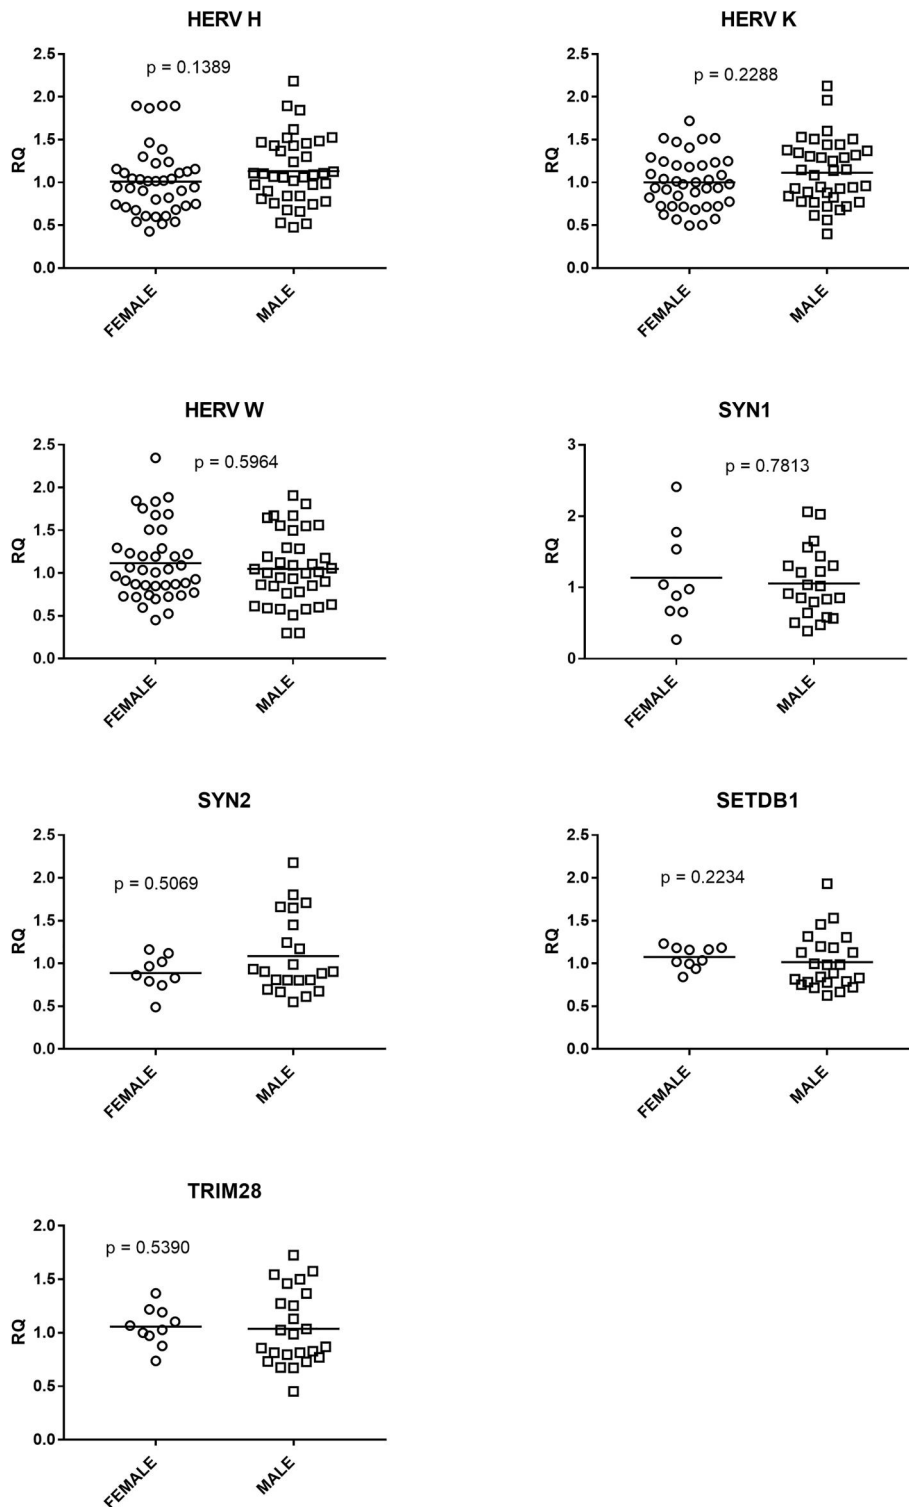 HERV H
2.5
p = 0.1389
2.0
1.5
RQ
1.0
0.5
0.0
FEMALE
MALE
HERV K
2.5
p = 0.2288
2.0
1.5
RQ
1.0
0.5
0.0
FEMALE
MALE
HERV W
2.5
p = 0.5964
2.0
1.5
RQ
1.0
0.5
0.0
FEMALE
MALE
SYN1
3
p = 0.7813
2
RQ
1
0
FEMALE
MALE
SYN2
2.5
2.0
p = 0.5069
1.5
RQ
1.0
0.5
0.0
FEMALE
MALE
SETDB1
2.5
2.0
p = 0.2234
1.5
RQ
1.0
0.5
0.0
FEMALE
MALE
TRIM28
2.0
p = 0.5390
1.5
RQ
1.0
0.5
0.0
FEMALE
MALE